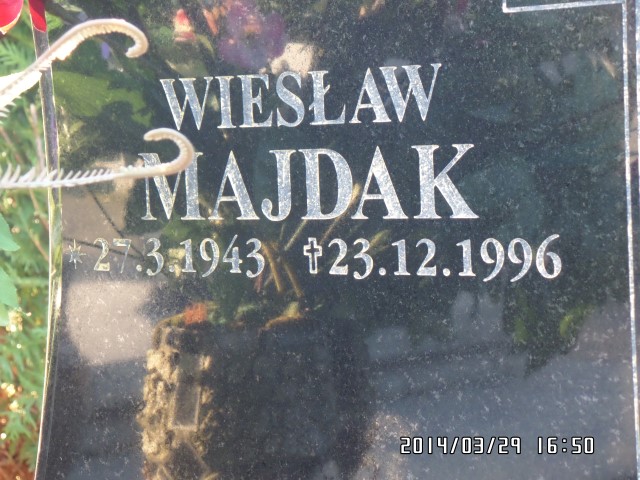 WIESŁAW
MAJDAK
* 27.3.1943 ✝ 23.12.1996
2014/03/29 16:50